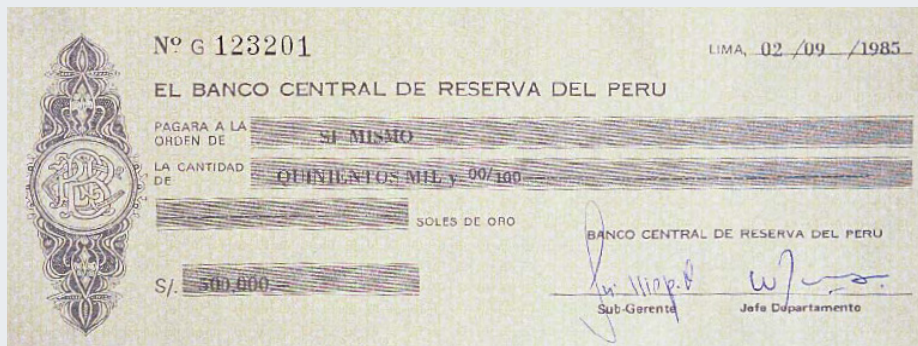 Nº G 123201
LIMA, 02 /09 /1985
EL BANCO CENTRAL DE RESERVA DEL PERU
PAGARA A LA ORDEN DE SI MISMO
LA CANTIDAD DE QUINIENTOS MIL y 00/100
SOLES DE ORO
BANCO CENTRAL DE RESERVA DEL PERU
S/. 500,000.—
Sub-Gerente
Jefe Departamento